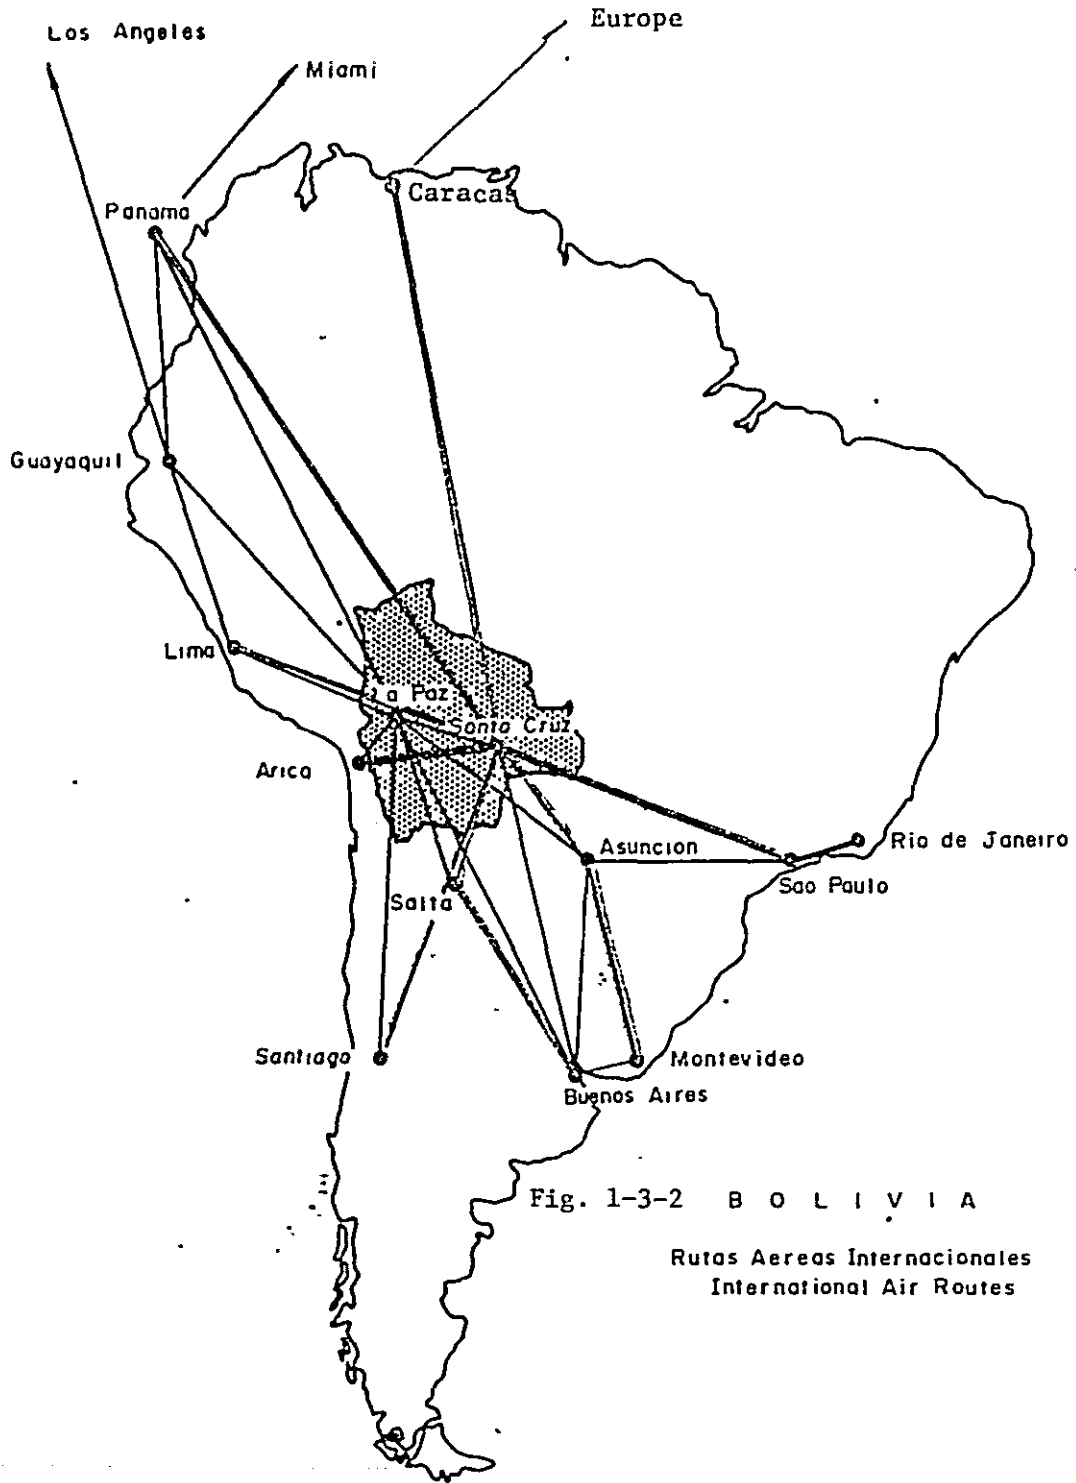 Europe
Los Angeles
Miami
Caracas
Panama
Guayaquil
Lima
La Paz
Santa Cruz
Arica
Asuncion
Rio de Janeiro
Sao Paulo
Salta
Santiago
Montevideo
Buenos Aires
Fig. 1-3-2 BOLIVIA
Rutas Aereas Internacionales
International Air Routes